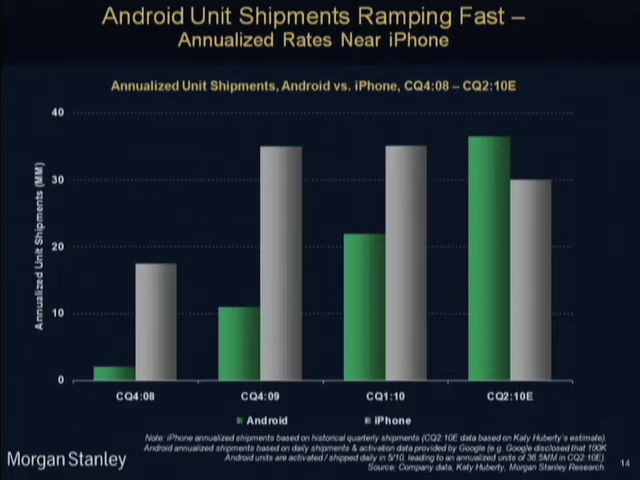 Android Unit Shipments Ramping Fast –
Annualized Rates Near iPhone
Annualized Unit Shipments, Android vs. iPhone, CQ4:08 – CQ2:10E
40
30
20
10
0
Annualized Unit Shipments (MM)
CQ4:08 CQ4:09 CQ1:10 CQ2:10E
Android iPhone
Note: iPhone annualized shipments based on historical quarterly shipments (CQ2:10E data based on Katy Huberty's estimate).
Android annualized shipments based on daily shipments & activation data provided by Google (e.g. Google disclosed that 100K
Android units are activated / shipped daily in 5/10, leading to an annualized units of 36.5MM in CQ2:10E).
Source: Company data, Katy Huberty, Morgan Stanley Research.
Morgan Stanley
14